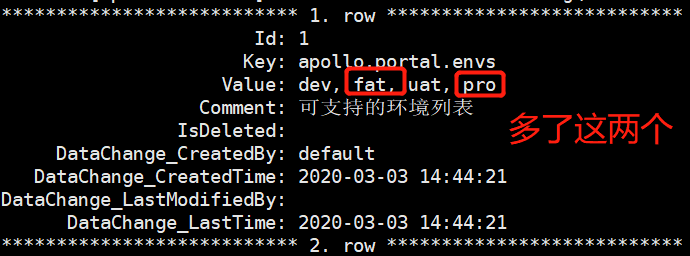 *************************** 1. row ***************************
Id: 1
Key: apollo.portal.envs
Value: dev, fat, uat, pro
Comment: 可支持的环境列表
多了这两个
IsDeleted:
DataChange_CreatedBy: default
DataChange_CreatedTime: 2020-03-03 14:44:21
DataChange_LastModifiedBy:
DataChange_LastTime: 2020-03-03 14:44:21
*************************** 2. row ***************************